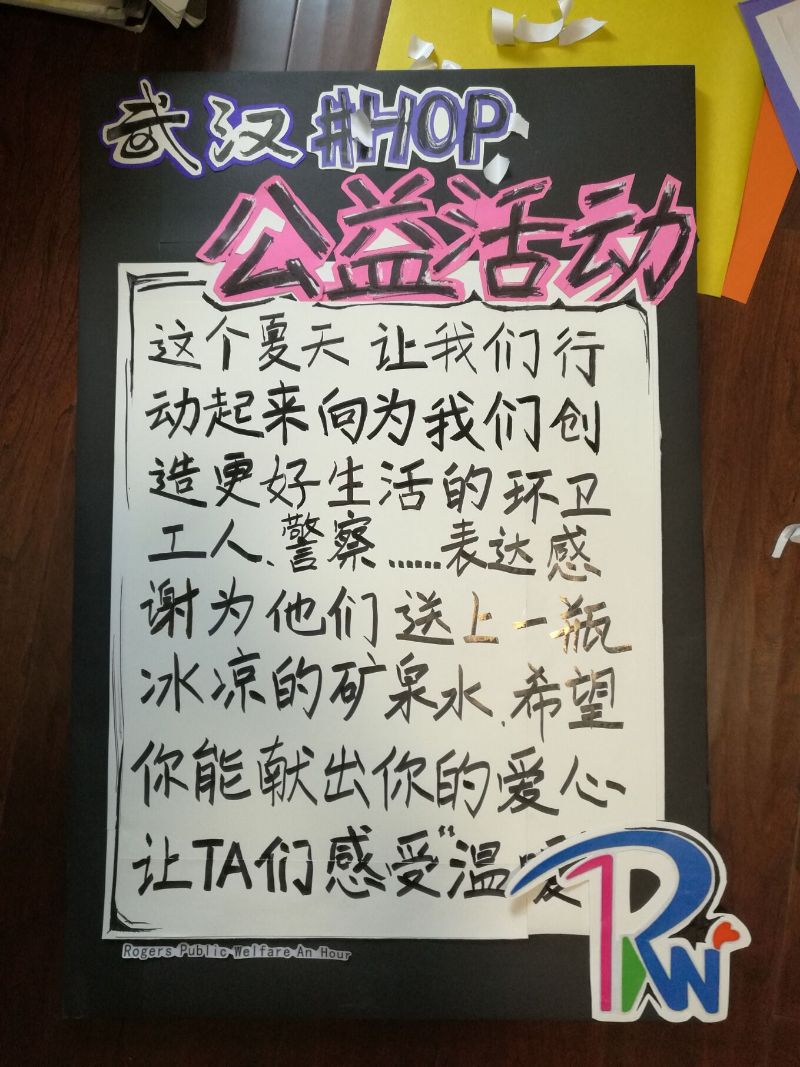 武汉#HOP
公益活动
这个夏天 让我们行
动起来向为我们创
造更好生活的环卫
工人、警察……表达感
谢为他们送上一瓶
冰凉的矿泉水、希望
你能献出你的爱心
让TA们感受“温暖
Rogers Public Welfare An Hour
RW